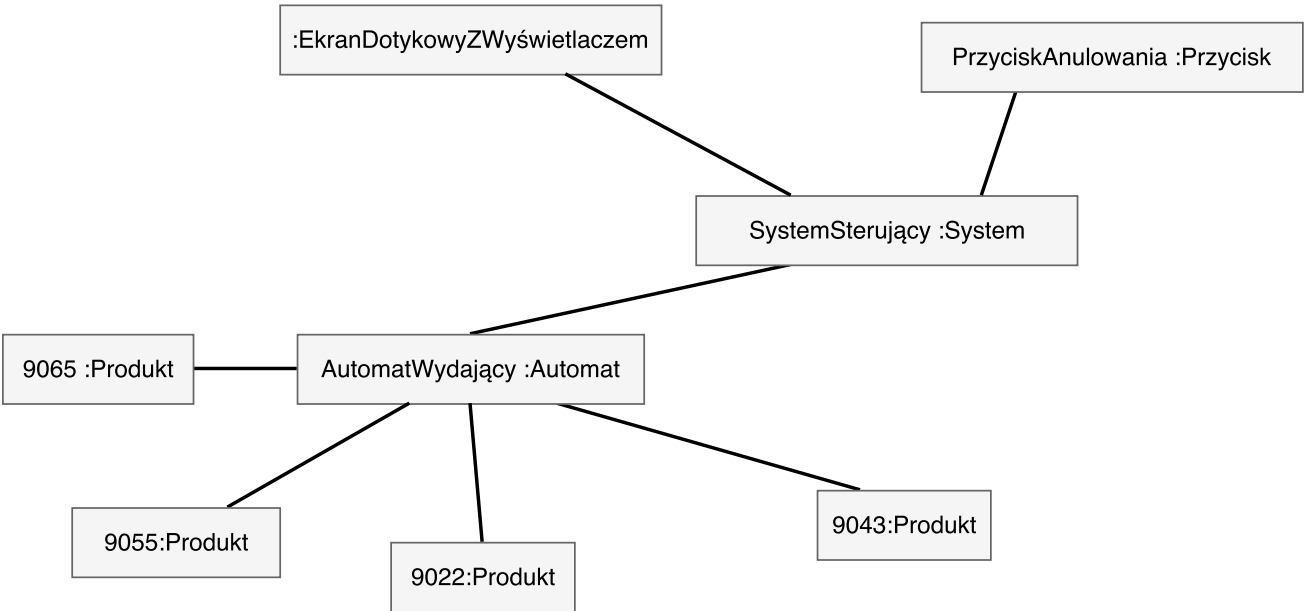 :EkranDotykowyZWyświetlaczem
PrzyciskAnulowania :Przycisk
SystemSterujący :System
9065 :Produkt
AutomatWydający :Automat
9055:Produkt
9022:Produkt
9043:Produkt